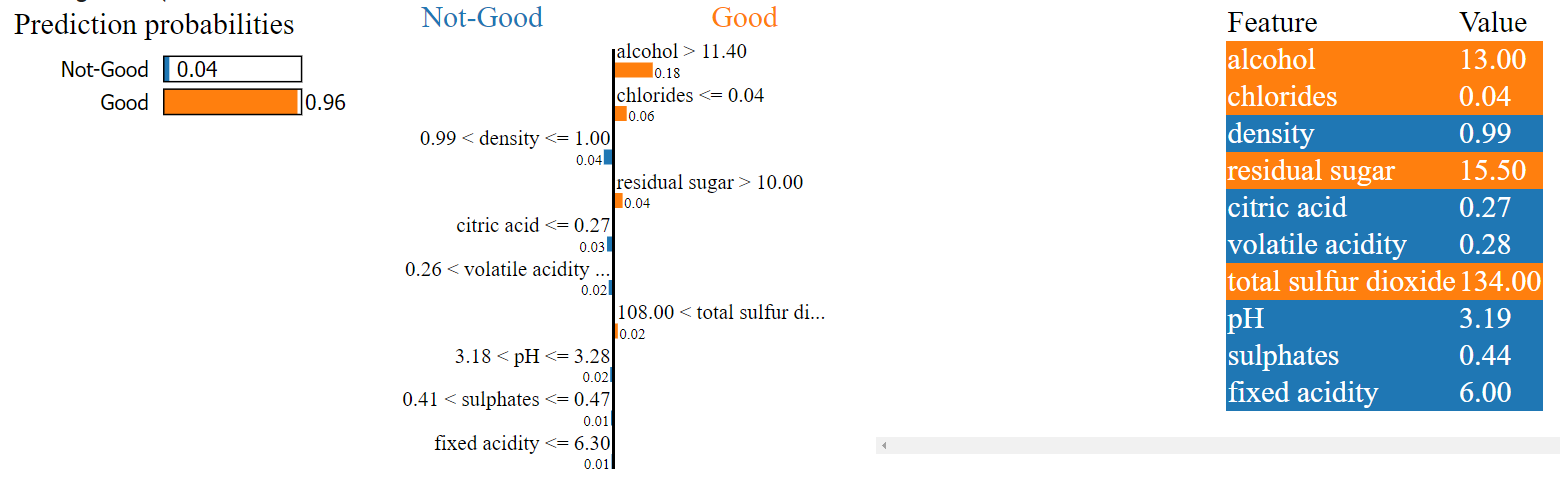 Prediction probabilities
Not-Good 0.04
Good 0.96
Not-Good Good
alcohol > 11.40
0.18
chlorides <= 0.04
0.06
0.99 < density <= 1.00
0.04
residual sugar > 10.00
0.04
citric acid <= 0.27
0.03
0.26 < volatile acidity ...
0.02
108.00 < total sulfur di...
0.02
3.18 < pH <= 3.28
0.02
0.41 < sulphates <= 0.47
0.01
fixed acidity <= 6.30
0.01
Feature Value
alcohol 13.00
chlorides 0.04
density 0.99
residual sugar 15.50
citric acid 0.27
volatile acidity 0.28
total sulfur dioxide 134.00
pH 3.19
sulphates 0.44
fixed acidity 6.00